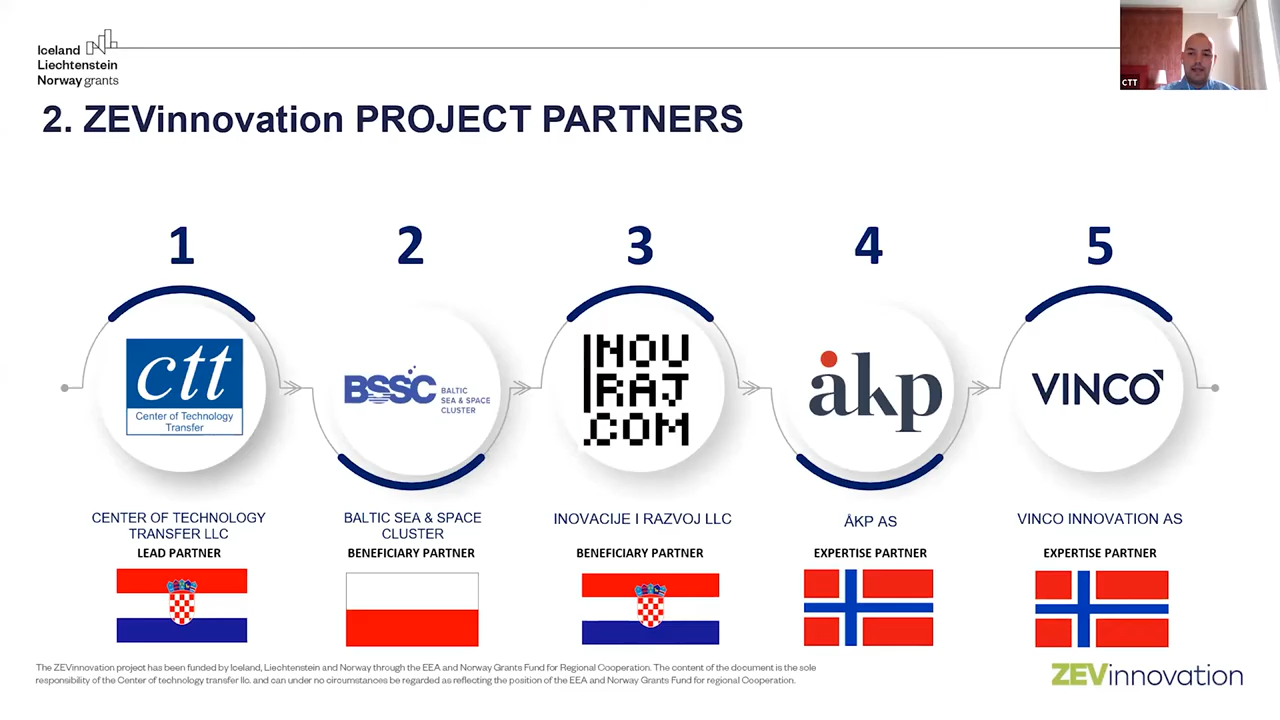 Iceland
Liechtenstein
Norway grants
CTT
2. ZEVinnovation PROJECT PARTNERS
1
2
3
4
5
ctt
Center of Technology
Transfer
BSSC
BALTIC
SEA & SPACE
CLUSTER
INOU
RAJ
.COM
åkp
VINCO
CENTER OF TECHNOLOGY
TRANSFER LLC
LEAD PARTNER
BALTIC SEA & SPACE
CLUSTER
BENEFICIARY PARTNER
INOVACIJE I RAZVOJ LLC
BENEFICIARY PARTNER
ÅKP AS
EXPERTISE PARTNER
VINCO INNOVATION AS
EXPERTISE PARTNER
The ZEVinnovation project has been funded by Iceland, Liechtenstein and Norway through the EEA and Norway Grants Fund for Regional Cooperation. The content of the document is the sole
responsibility of the Center of technology transfer llc. and can under no circumstances be regarded as reflecting the position of the EEA and Norway Grants Fund for regional Cooperation.
ZEVinnovation